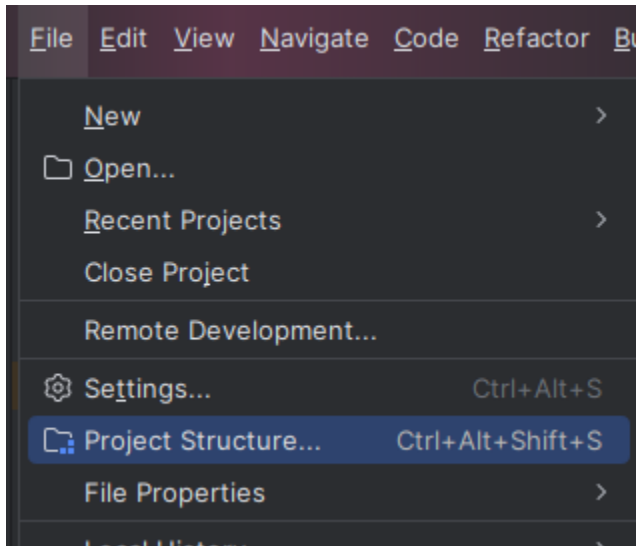 File Edit View Navigate Code Refactor
New
Open...
Recent Projects
Close Project
Remote Development...
Settings... Ctrl+Alt+S
Project Structure... Ctrl+Alt+Shift+S
File Properties